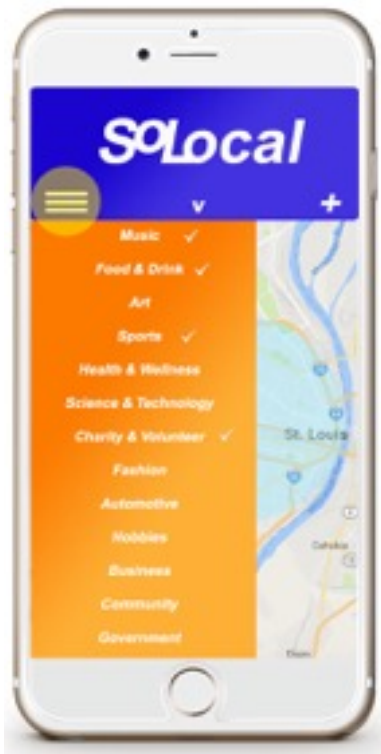 SoLocal
v +
Music ✓
Food & Drink ✓
Art
Sports ✓
Health & Wellness
Science & Technology
Charity & Volunteer ✓
St. Louis
Fashion
Automotive
Hobbies
Cahokia
Business
Community
Government